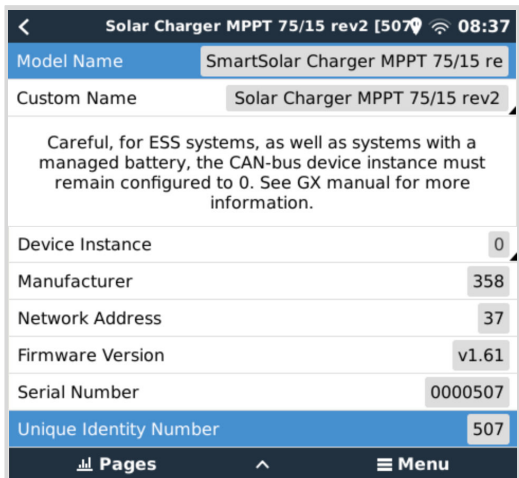 Solar Charger MPPT 75/15 rev2 [507 08:37
Model Name SmartSolar Charger MPPT 75/15 re
Custom Name Solar Charger MPPT 75/15 rev2
Careful, for ESS systems, as well as systems with a
managed battery, the CAN-bus device instance must
remain configured to 0. See GX manual for more
information.
Device Instance 0
Manufacturer 358
Network Address 37
Firmware Version v1.61
Serial Number 0000507
Unique Identity Number 507
Pages Menu